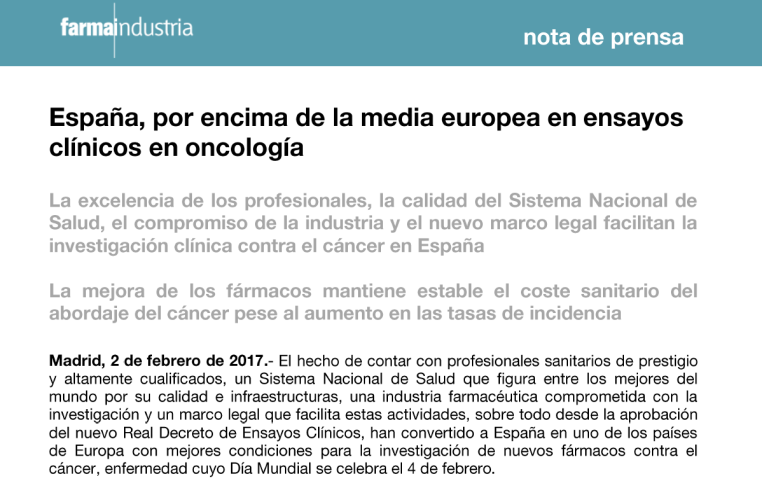 farmaindustria
nota de prensa
España, por encima de la media europea en ensayos
clínicos en oncología
La excelencia de los profesionales, la calidad del Sistema Nacional de
Salud, el compromiso de la industria y el nuevo marco legal facilitan la
investigación clínica contra el cáncer en España
La mejora de los fármacos mantiene estable el coste sanitario del
abordaje del cáncer pese al aumento en las tasas de incidencia
Madrid, 2 de febrero de 2017.- El hecho de contar con profesionales sanitarios de prestigio
y altamente cualificados, un Sistema Nacional de Salud que figura entre los mejores del
mundo por su calidad e infraestructuras, una industria farmacéutica comprometida con la
investigación y un marco legal que facilita estas actividades, sobre todo desde la aprobación
del nuevo Real Decreto de Ensayos Clínicos, han convertido a España en uno de los países
de Europa con mejores condiciones para la investigación de nuevos fármacos contra el
cáncer, enfermedad cuyo Día Mundial se celebra el 4 de febrero.